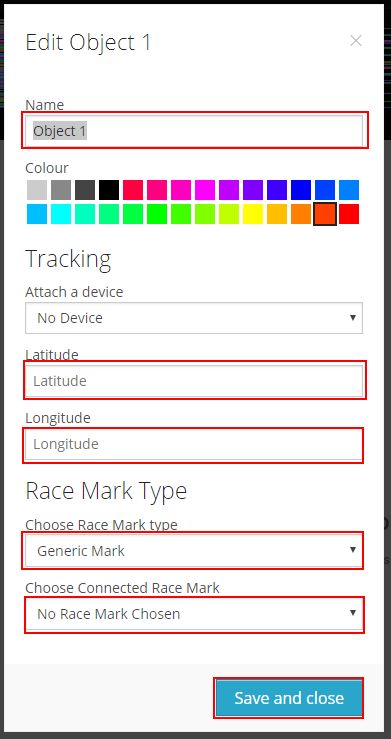 Edit Object 1
×
Name
Object 1
Colour
Tracking
Attach a device
No Device
Latitude
Latitude
Longitude
Longitude
Race Mark Type
Choose Race Mark type
Generic Mark
Choose Connected Race Mark
No Race Mark Chosen
Save and close